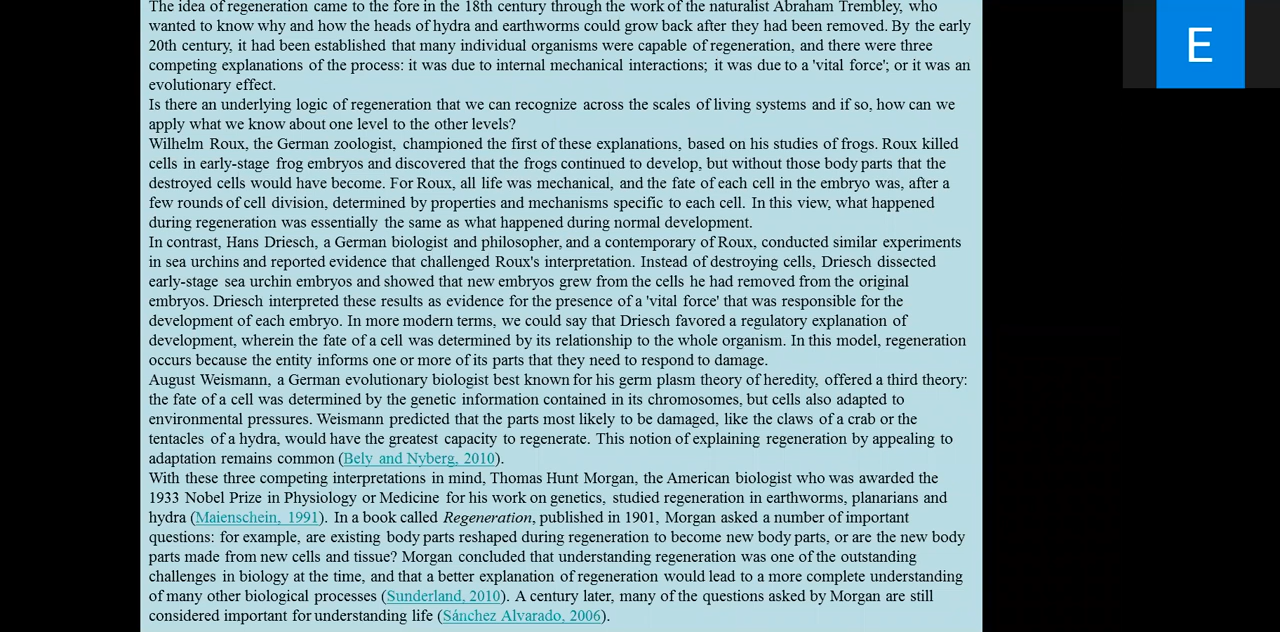 The idea of regeneration came to the fore in the 18th century through the work of the naturalist Abraham Trembley, who
wanted to know why and how the heads of hydra and earthworms could grow back after they had been removed. By the early
20th century, it had been established that many individual organisms were capable of regeneration, and there were three
competing explanations of the process: it was due to internal mechanical interactions; it was due to a 'vital force'; or it was an
evolutionary effect.
Is there an underlying logic of regeneration that we can recognize across the scales of living systems and if so, how can we
apply what we know about one level to the other levels?
Wilhelm Roux, the German zoologist, championed the first of these explanations, based on his studies of frogs. Roux killed
cells in early-stage frog embryos and discovered that the frogs continued to develop, but without those body parts that the
destroyed cells would have become. For Roux, all life was mechanical, and the fate of each cell in the embryo was, after a
few rounds of cell division, determined by properties and mechanisms specific to each cell. In this view, what happened
during regeneration was essentially the same as what happened during normal development.
In contrast, Hans Driesch, a German biologist and philosopher, and a contemporary of Roux, conducted similar experiments
in sea urchins and reported evidence that challenged Roux's interpretation. Instead of destroying cells, Driesch dissected
early-stage sea urchin embryos and showed that new embryos grew from the cells he had removed from the original
embryos. Driesch interpreted these results as evidence for the presence of a 'vital force' that was responsible for the
development of each embryo. In more modern terms, we could say that Driesch favored a regulatory explanation of
development, wherein the fate of a cell was determined by its relationship to the whole organism. In this model, regeneration
occurs because the entity informs one or more of its parts that they need to respond to damage.
August Weismann, a German evolutionary biologist best known for his germ plasm theory of heredity, offered a third theory:
the fate of a cell was determined by the genetic information contained in its chromosomes, but cells also adapted to
environmental pressures. Weismann predicted that the parts most likely to be damaged, like the claws of a crab or the
tentacles of a hydra, would have the greatest capacity to regenerate. This notion of explaining regeneration by appealing to
adaptation remains common (Bely and Nyberg, 2010).
With these three competing interpretations in mind, Thomas Hunt Morgan, the American biologist who was awarded the
1933 Nobel Prize in Physiology or Medicine for his work on genetics, studied regeneration in earthworms, planarians and
hydra (Maienschein, 1991). In a book called Regeneration, published in 1901, Morgan asked a number of important
questions: for example, are existing body parts reshaped during regeneration to become new body parts, or are the new body
parts made from new cells and tissue? Morgan concluded that understanding regeneration was one of the outstanding
challenges in biology at the time, and that a better explanation of regeneration would lead to a more complete understanding
of many other biological processes (Sunderland, 2010). A century later, many of the questions asked by Morgan are still
considered important for understanding life (Sánchez Alvarado, 2006).
E